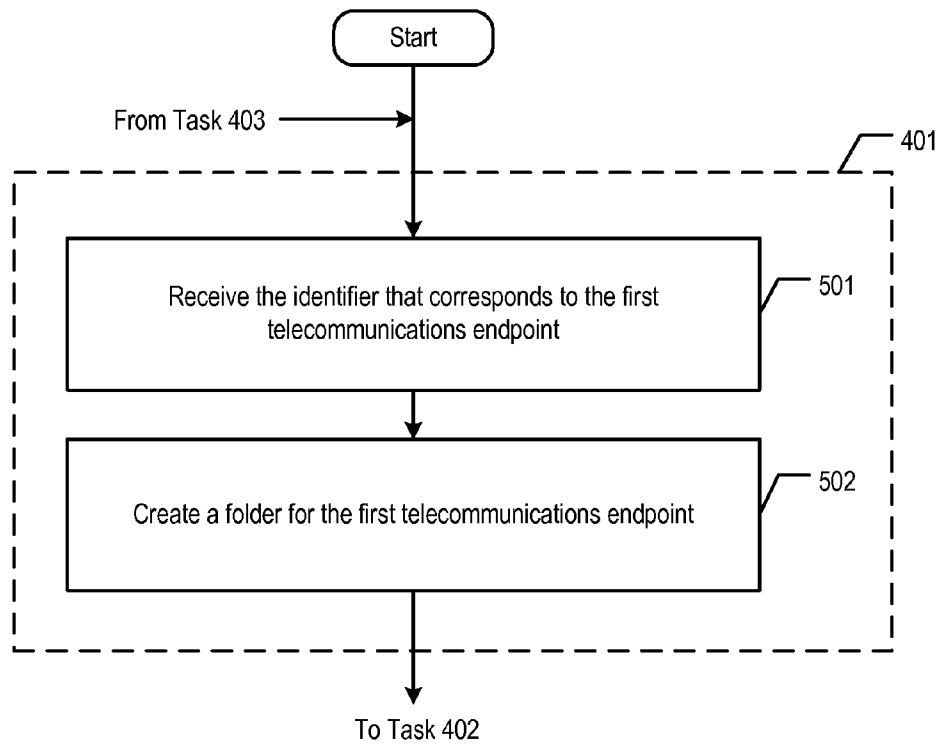 Start
From Task 403
401
Receive the identifier that corresponds to the first
telecommunications endpoint
501
Create a folder for the first telecommunications endpoint
502
To Task 402